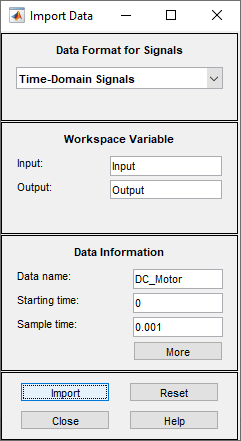 Import Data
Data Format for Signals
Time-Domain Signals
Workspace Variable
Input: Input
Output: Output
Data Information
Data name: DC_Motor
Starting time: 0
Sample time: 0.001
More
Import Reset
Close Help